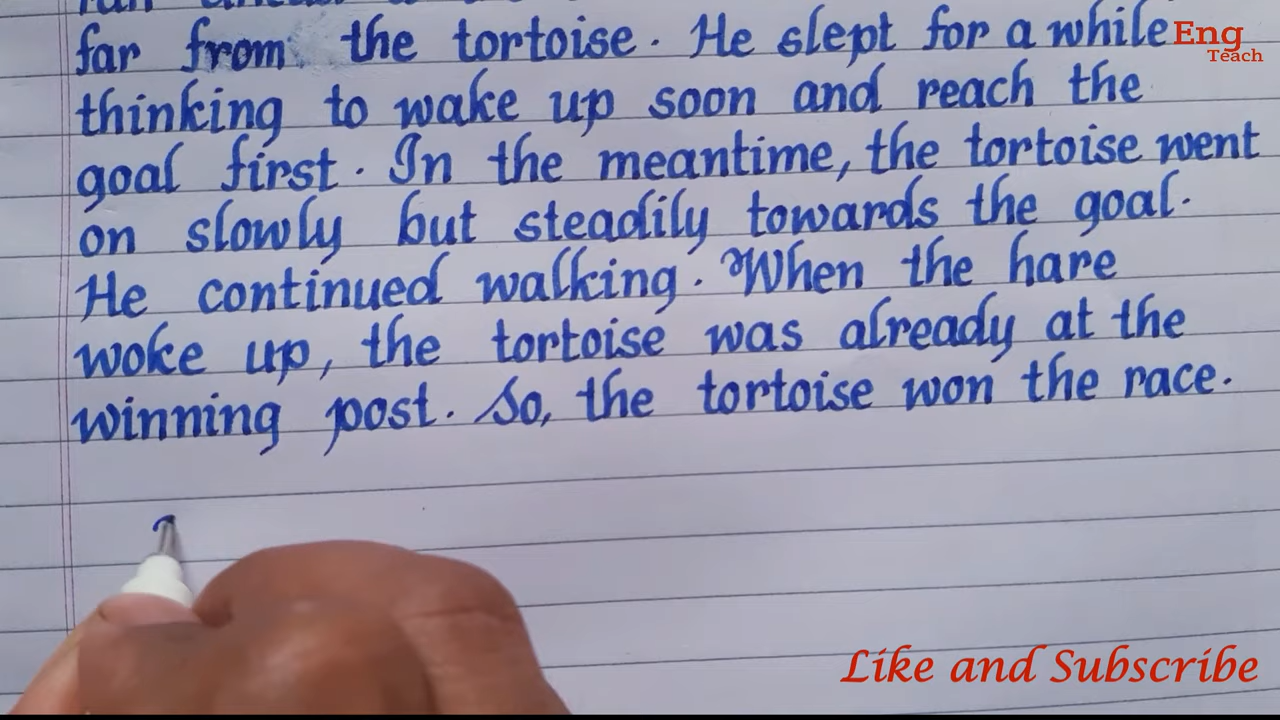 far from the tortoise. He slept for a while
thinking to wake up soon and reach the
goal first. In the meantime, the tortoise went
on slowly but steadily towards the goal.
He continued walking. When the hare
woke up, the tortoise was already at the
winning post. So, the tortoise won the race.
Eng
Teach
Like and Subscribe